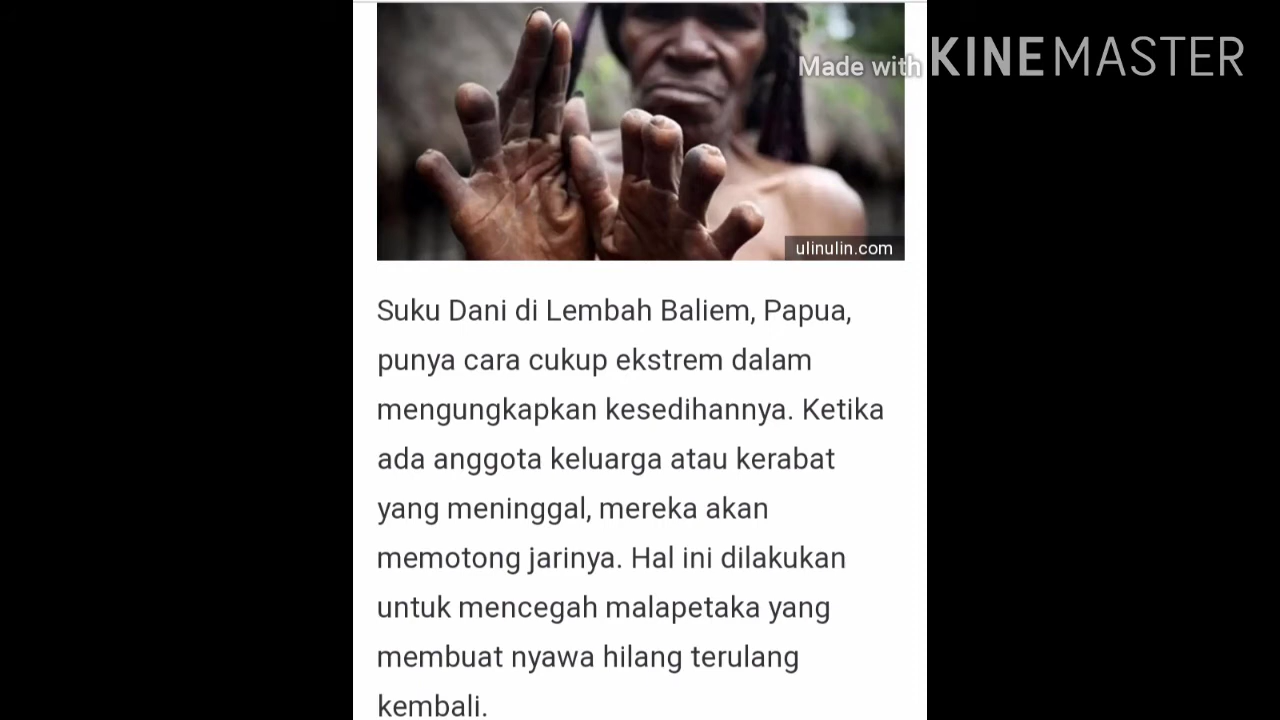 Made with KINEMASTER
ulinulin.com
Suku Dani di Lembah Baliem, Papua,
punya cara cukup ekstrem dalam
mengungkapkan kesedihannya. Ketika
ada anggota keluarga atau kerabat
yang meninggal, mereka akan
memotong jarinya. Hal ini dilakukan
untuk mencegah malapetaka yang
membuat nyawa hilang terulang
kembali.